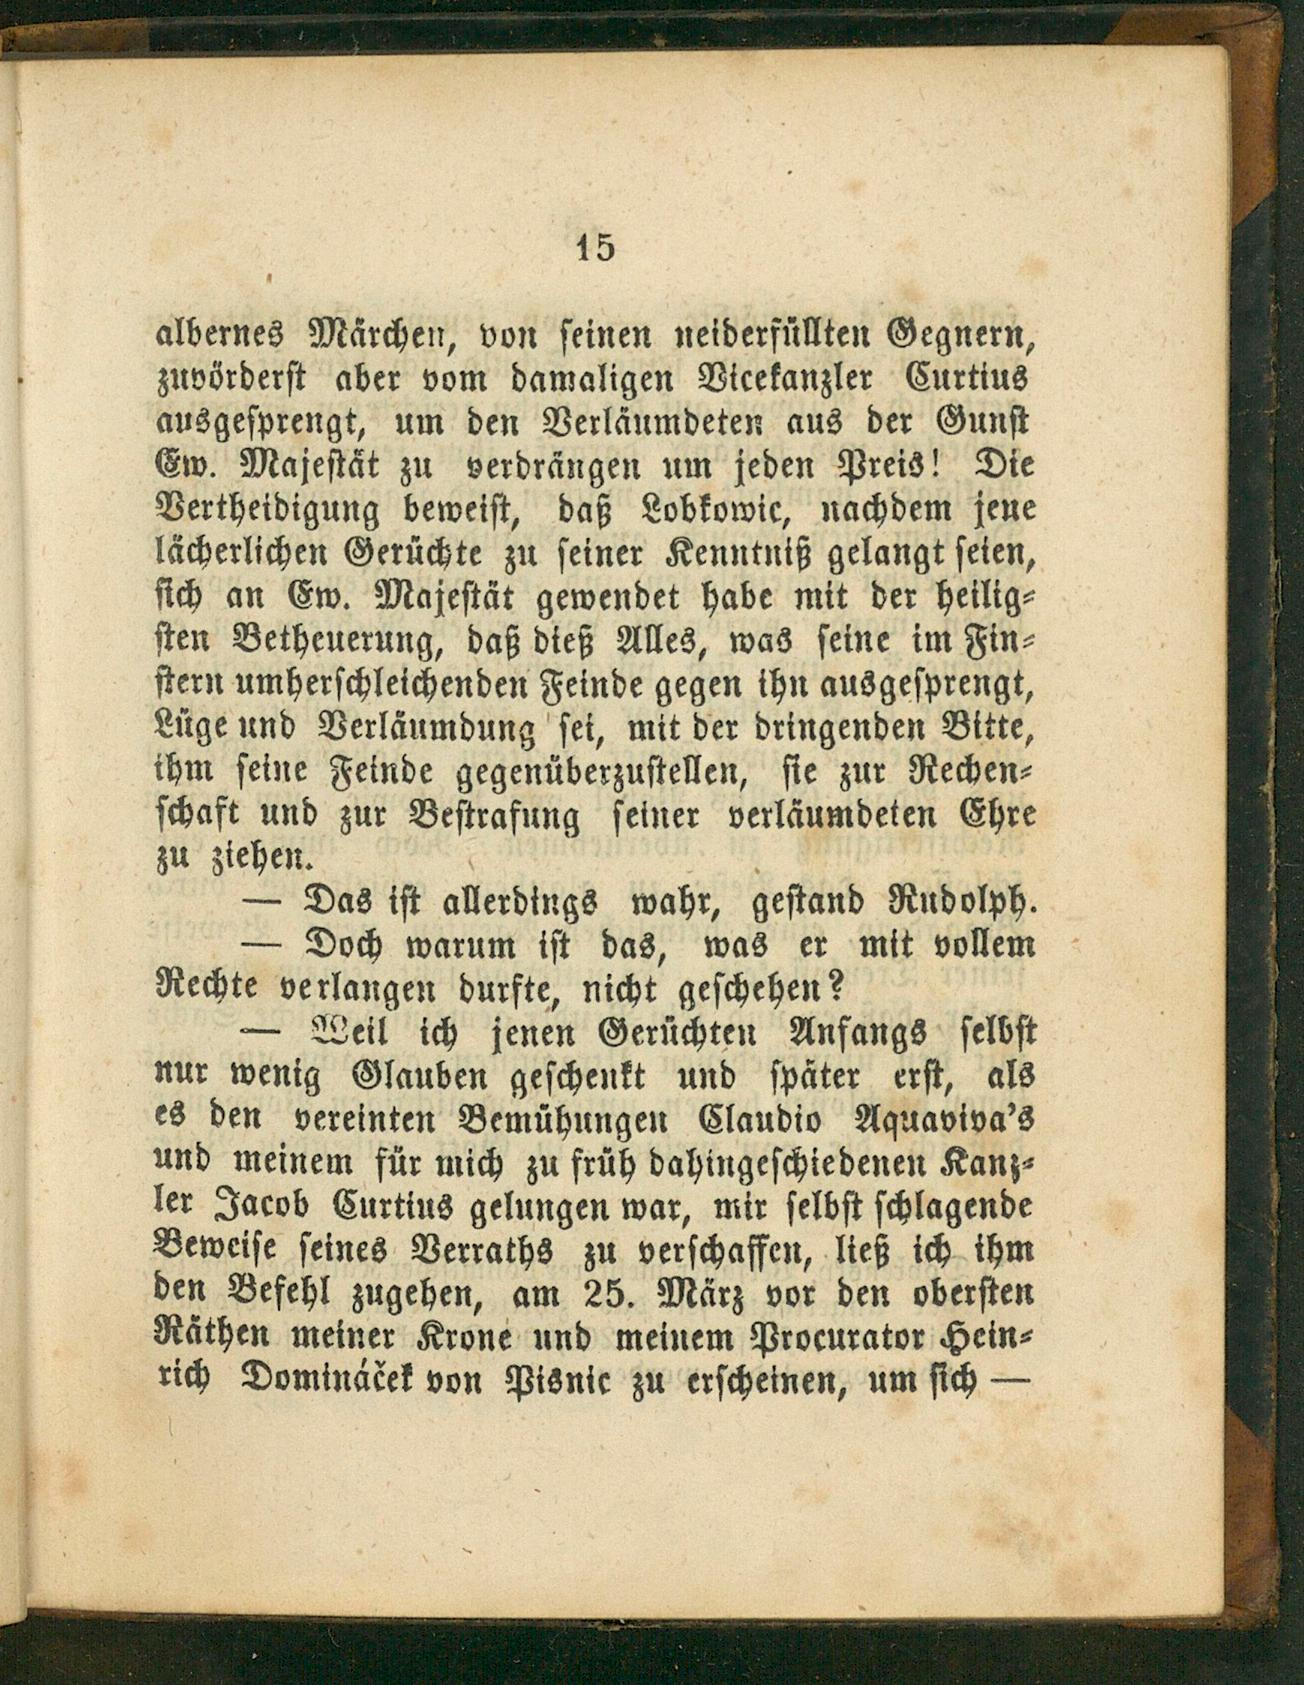 15
albernes Märchen, von seinen neiderfüllten Gegnern,
zuvörderst aber vom damaligen Vicekanzler Curtius
ausgesprengt, um den Verläumdeten aus der Gunst
Ew. Majestät zu verdrängen um jeden Preis! Die
Vertheidigung beweist, daß Lobkowic, nachdem jene
lächerlichen Gerüchte zu seiner Kenntniß gelangt seien,
sich an Ew. Majestät gewendet habe mit der heilig-
sten Betheuerung, daß dieß Alles, was seine im Fin-
stern umherschleichenden Feinde gegen ihn ausgesprengt,
Lüge und Verläumdung sei, mit der dringenden Bitte,
ihm seine Feinde gegenüberzustellen, sie zur Rechen-
schaft und zur Bestrafung seiner verläumdeten Ehre
zu ziehen.
— Das ist allerdings wahr, gestand Rudolph.
— Doch warum ist das, was er mit vollem
Rechte verlangen durfte, nicht geschehen?
— Weil ich jenen Gerüchten Anfangs selbst
nur wenig Glauben geschenkt und später erst, als
es den vereinten Bemühungen Claudio Aquaviva's
und meinem für mich zu früh dahingeschiedenen Kanz-
ler Jacob Curtius gelungen war, mir selbst schlagende
Beweise seines Verraths zu verschaffen, ließ ich ihm
den Befehl zugehen, am 25. März vor den obersten
Räthen meiner Krone und meinem Procurator Hein-
rich Domináček von Pisnic zu erscheinen, um sich —